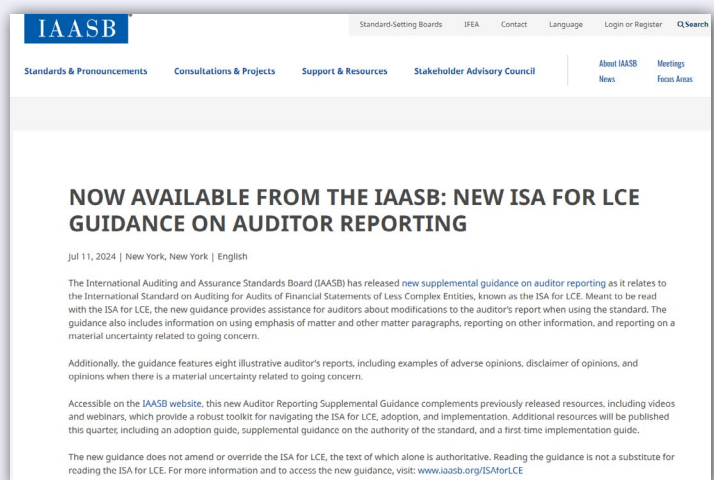 IAASB
Standard-Setting Boards IFEA Contact Language Login or Register Search
Standards & Pronouncements Consultations & Projects Support & Resources Stakeholder Advisory Council About IAASB Meetings
News Focus Areas
NOW AVAILABLE FROM THE IAASB: NEW ISA FOR LCE
GUIDANCE ON AUDITOR REPORTING
Jul 11, 2024 | New York, New York | English
The International Auditing and Assurance Standards Board (IAASB) has released new supplemental guidance on auditor reporting as it relates to
the International Standard on Auditing for Audits of Financial Statements of Less Complex Entities, known as the ISA for LCE. Meant to be read
with the ISA for LCE, the new guidance provides assistance for auditors about modifications to the auditor's report when using the standard. The
guidance also includes information on using emphasis of matter and other matter paragraphs, reporting on other information, and reporting on a
material uncertainty related to going concern.
Additionally, the guidance features eight illustrative auditor's reports, including examples of adverse opinions, disclaimer of opinions, and
opinions when there is a material uncertainty related to going concern.
Accessible on the IAASB website, this new Auditor Reporting Supplemental Guidance complements previously released resources, including videos
and webinars, which provide a robust toolkit for navigating the ISA for LCE, adoption, and implementation. Additional resources will be published
this quarter, including an adoption guide, supplemental guidance on the authority of the standard, and a first-time implementation guide.
The new guidance does not amend or override the ISA for LCE, the text of which alone is authoritative. Reading the guidance is not a substitute for
reading the ISA for LCE. For more information and to access the new guidance, visit: www.iaasb.org/ISAforLCE